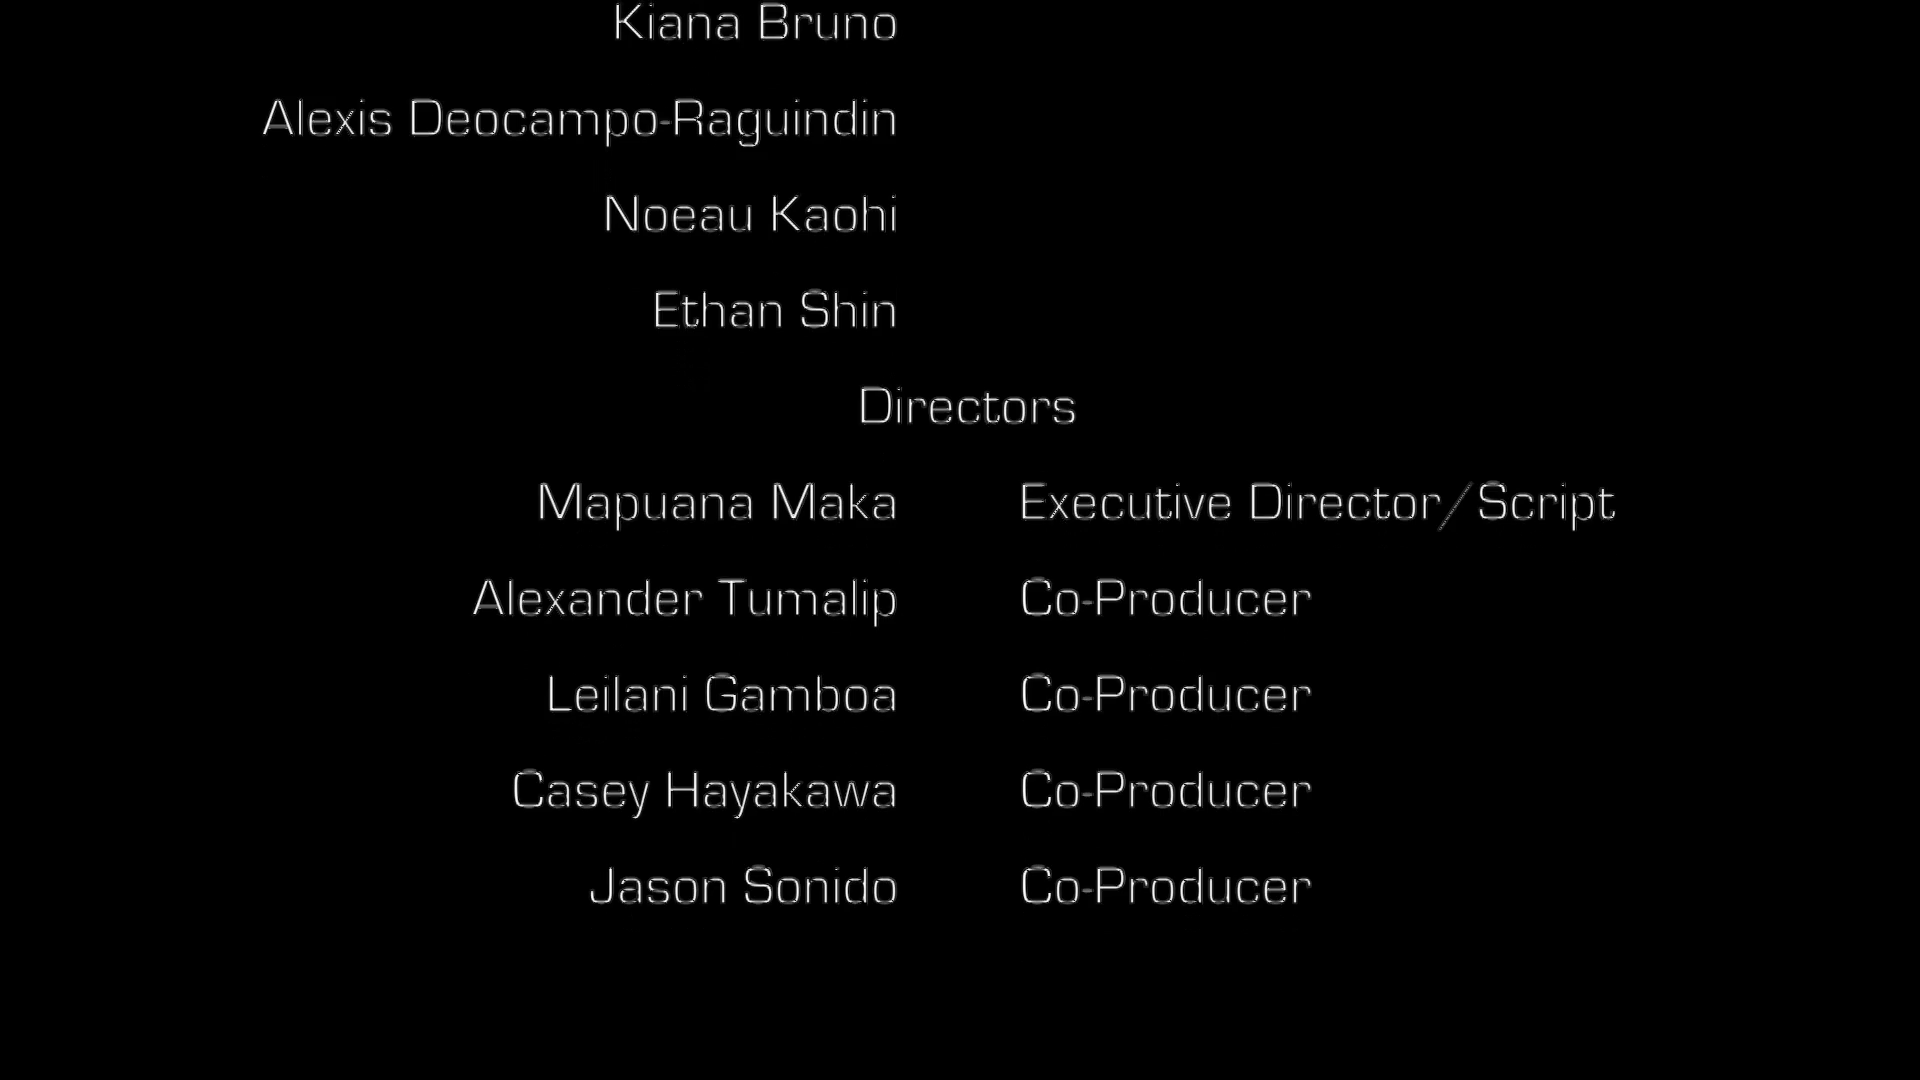 Kiana Bruno
Alexis Deocampo-Raguindin
Noeau Kaohi
Ethan Shin
Directors
Mapuana Maka Executive Director/Script
Alexander Tumalip Co-Producer
Leilani Gamboa Co-Producer
Casey Hayakawa Co-Producer
Jason Sonido Co-Producer